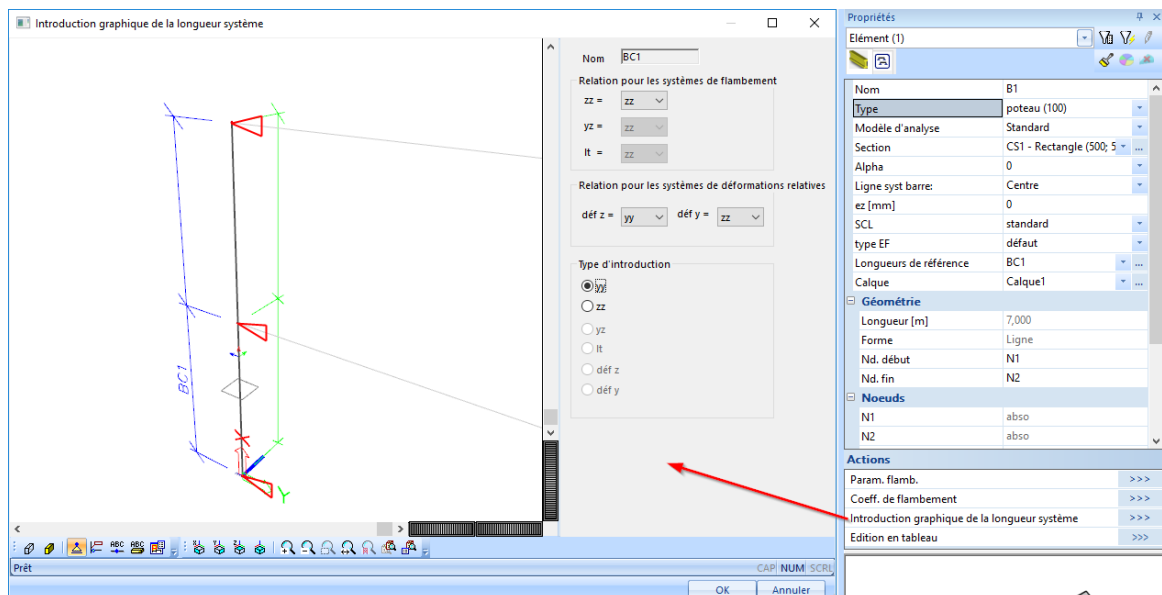 Introduction graphique de la longueur système
BC1
X
Y
Nom BC1
Relation pour les systèmes de flambement
zz = zz
yz = zz
lt = zz
Relation pour les systèmes de déformations relatives
déf z = yy déf y = zz
Type d'introduction
yy
zz
yz
lt
déf z
déf y
ABC ABC
Prêt
CAP NUM SCRL
OK Annuler
Propriétés
Elément (1)
Nom B1
Type poteau (100)
Modèle d'analyse Standard
Section CS1 - Rectangle (500; 5 ...
Alpha 0
Ligne syst barre: Centre
ez [mm] 0
SCL standard
type EF défaut
Longueurs de référence BC1 ...
Calque Calque1 ...
Géométrie
Longueur [m] 7,000
Forme Ligne
Nd. début N1
Nd. fin N2
Noeuds
N1 abso
N2 abso
Actions
Param. flamb. >>>
Coeff. de flambement >>>
Introduction graphique de la longueur système >>>
Edition en tableau >>>